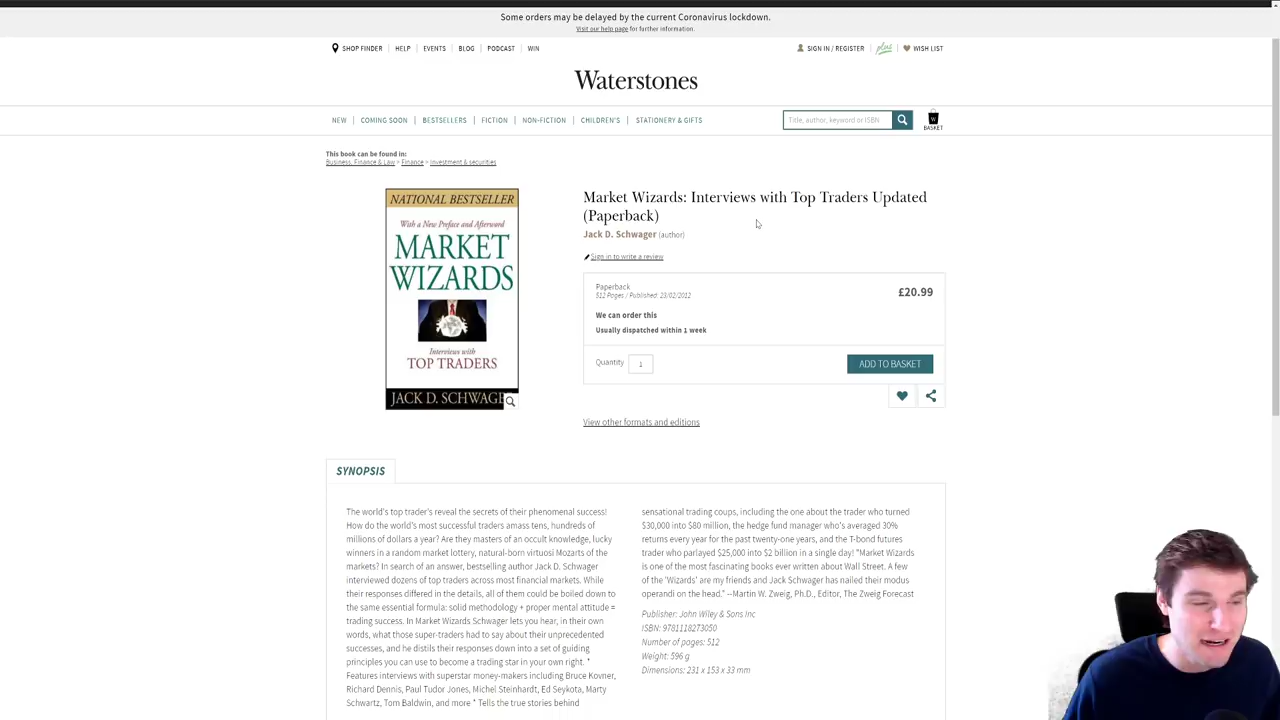 Some orders may be delayed by the current Coronavirus lockdown.
Visit our help page for further information.
SHOP FINDER | HELP | EVENTS | BLOG | PODCAST | WIN
SIGN IN / REGISTER | plus | WISH LIST
Waterstones
NEW | COMING SOON | BESTSELLERS | FICTION | NON-FICTION | CHILDREN'S | STATIONERY & GIFTS
Title, author, keyword or ISBN
W
BASKET
This book can be found in:
Business, Finance & Law > Finance > Investment & securities
NATIONAL BESTSELLER
With a New Preface and Afterword
MARKET
WIZARDS
Interviews with
TOP TRADERS
JACK D. SCHWAGE
Market Wizards: Interviews with Top Traders Updated
(Paperback)
Jack D. Schwager (author)
Sign in to write a review
Paperback
512 Pages / Published: 23/02/2012
£20.99
We can order this
Usually dispatched within 1 week
Quantity 1
ADD TO BASKET
View other formats and editions
SYNOPSIS
The world's top trader's reveal the secrets of their phenomenal success!
How do the world's most successful traders amass tens, hundreds of
millions of dollars a year? Are they masters of an occult knowledge, lucky
winners in a random market lottery, natural-born virtuosi Mozarts of the
markets? In search of an answer, bestselling author Jack D. Schwager
interviewed dozens of top traders across most financial markets. While
their responses differed in the details, all of them could be boiled down to
the same essential formula: solid methodology + proper mental attitude =
trading success. In Market Wizards Schwager lets you hear, in their own
words, what those super-traders had to say about their unprecedented
successes, and he distils their responses down into a set of guiding
principles you can use to become a trading star in your own right. *
Features interviews with superstar money-makers including Bruce Kovner,
Richard Dennis, Paul Tudor Jones, Michel Steinhardt, Ed Seykota, Marty
Schwartz, Tom Baldwin, and more * Tells the true stories behind
sensational trading coups, including the one about the trader who turned
$30,000 into $80 million, the hedge fund manager who's averaged 30%
returns every year for the past twenty-one years, and the T-bond futures
trader who parlayed $25,000 into $2 billion in a single day! "Market Wizards
is one of the most fascinating books ever written about Wall Street. A few
of the 'Wizards' are my friends and Jack Schwager has nailed their modus
operandi on the head." --Martin W. Zweig, Ph.D., Editor, The Zweig Forecast
Publisher: John Wiley & Sons Inc
ISBN: 9781118273050
Number of pages: 512
Weight: 596 g
Dimensions: 231 x 153 x 33 mm